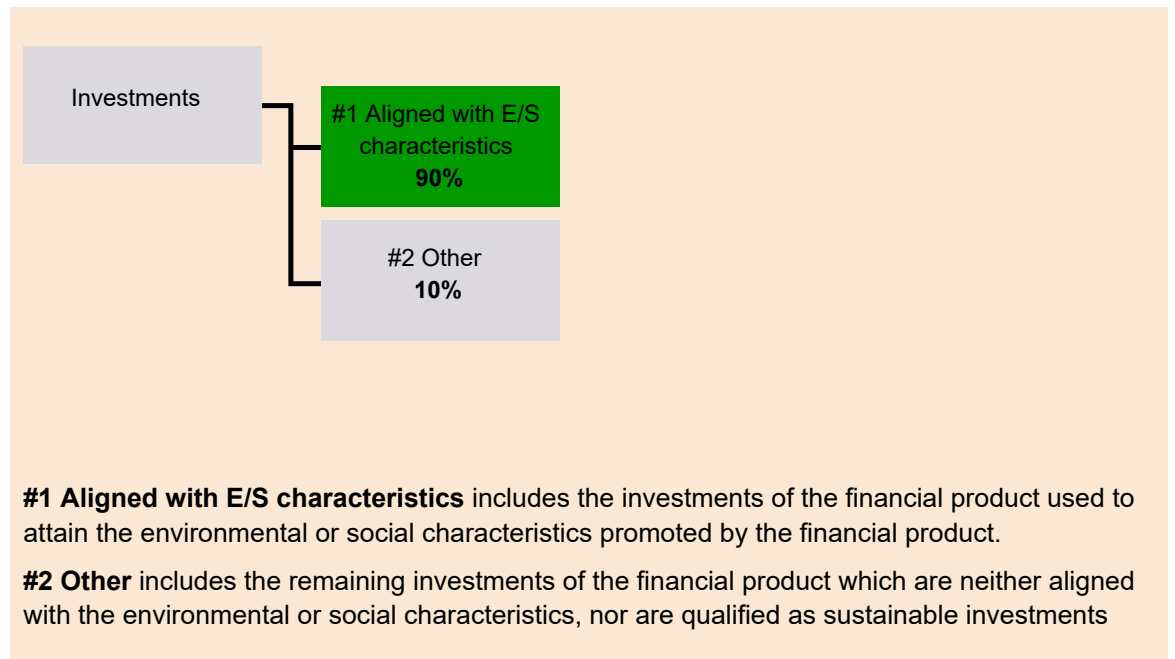 Investments
#1 Aligned with E/S
characteristics
90%
#2 Other
10%
#1 Aligned with E/S characteristics includes the investments of the financial product used to
attain the environmental or social characteristics promoted by the financial product.
#2 Other includes the remaining investments of the financial product which are neither aligned
with the environmental or social characteristics, nor are qualified as sustainable investments